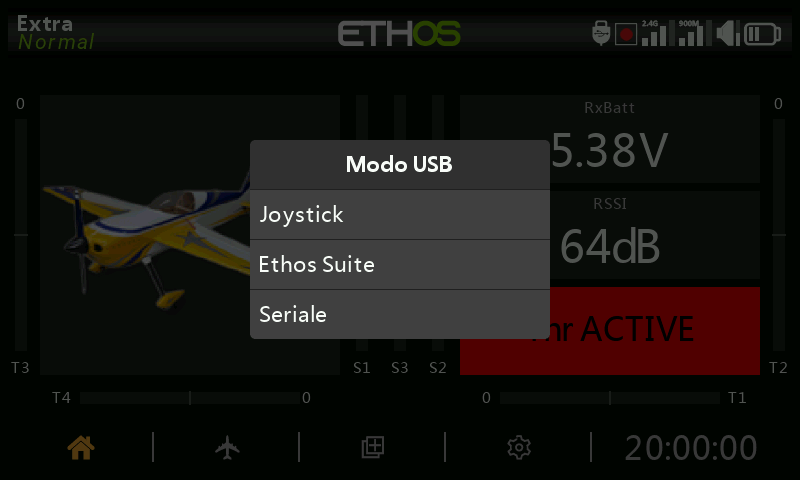 Extra
Normal
ETHOS
2.4G
900M
0
0
RxBatt
5.38V
Modo USB
Joystick
Ethos Suite
Seriale
RSSI
64dB
ACTIVE
T3
S1
S3
S2
T2
T4
0
0
T1
20:00:00